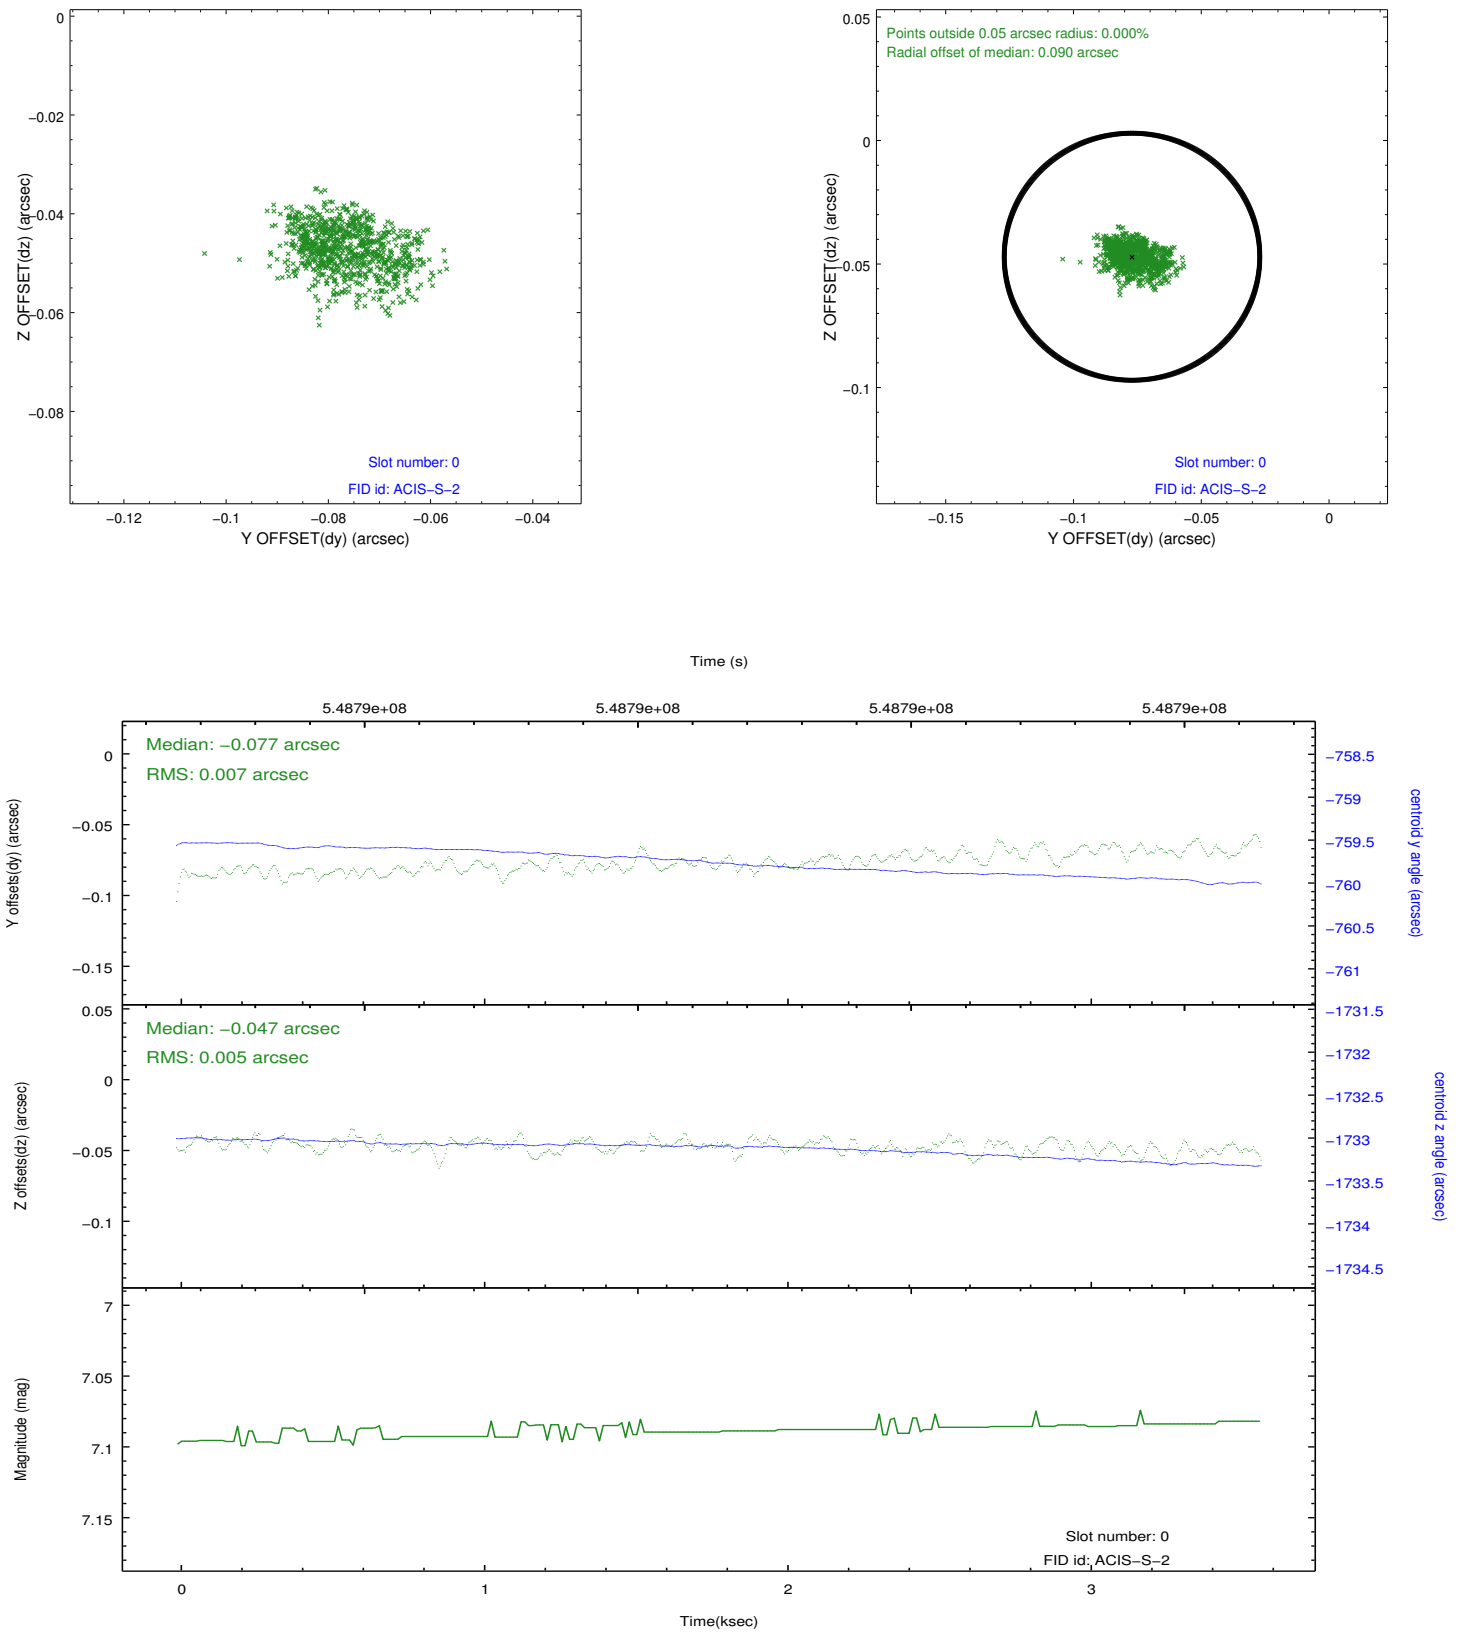 0
−0.02
−0.04
−0.06
−0.08
Z OFFSET(dz) (arcsec)
Slot number: 0
FID id: ACIS−S−2
−0.12
−0.1
−0.08
−0.06
−0.04
Y OFFSET(dy) (arcsec)
Points outside 0.05 arcsec radius: 0.000%
Radial offset of median: 0.090 arcsec
0.05
0
−0.05
−0.1
Z OFFSET(dz) (arcsec)
Slot number: 0
FID id: ACIS−S−2
−0.15
−0.1
−0.05
0
Y OFFSET(dy) (arcsec)
Time (s)
5.4879e+08
5.4879e+08
5.4879e+08
5.4879e+08
Median: −0.077 arcsec
RMS: 0.007 arcsec
0
−0.05
−0.1
−0.15
Y offsets(dy) (arcsec)
−758.5
−759
−759.5
−760
−760.5
−761
centroid y angle (arcsec)
Median: −0.047 arcsec
RMS: 0.005 arcsec
0.05
0
−0.05
−0.1
Z offsets(dz) (arcsec)
−1731.5
−1732
−1732.5
−1733
−1733.5
−1734
−1734.5
centroid z angle (arcsec)
7
7.05
7.1
7.15
Magnitude (mag)
Slot number: 0
FID id: ACIS−S−2
0
1
2
3
Time(ksec)